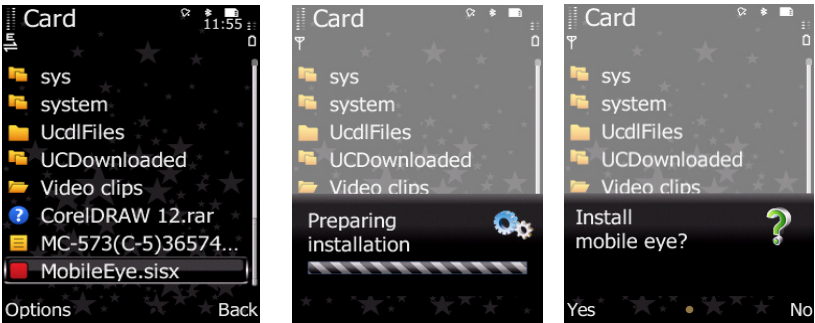 Card
11:55
E
sys
system
UcdlFiles
UCDownloaded
Video clips
CorelDRAW 12.rar
MC-573(C-5)36574...
MobileEye.sisx
Options
Back
Card
sys
system
UcdlFiles
UCDownloaded
Video clips
Preparing
installation
Card
sys
system
UcdlFiles
UCDownloaded
Video clips
Install
mobile eye?
Yes
No